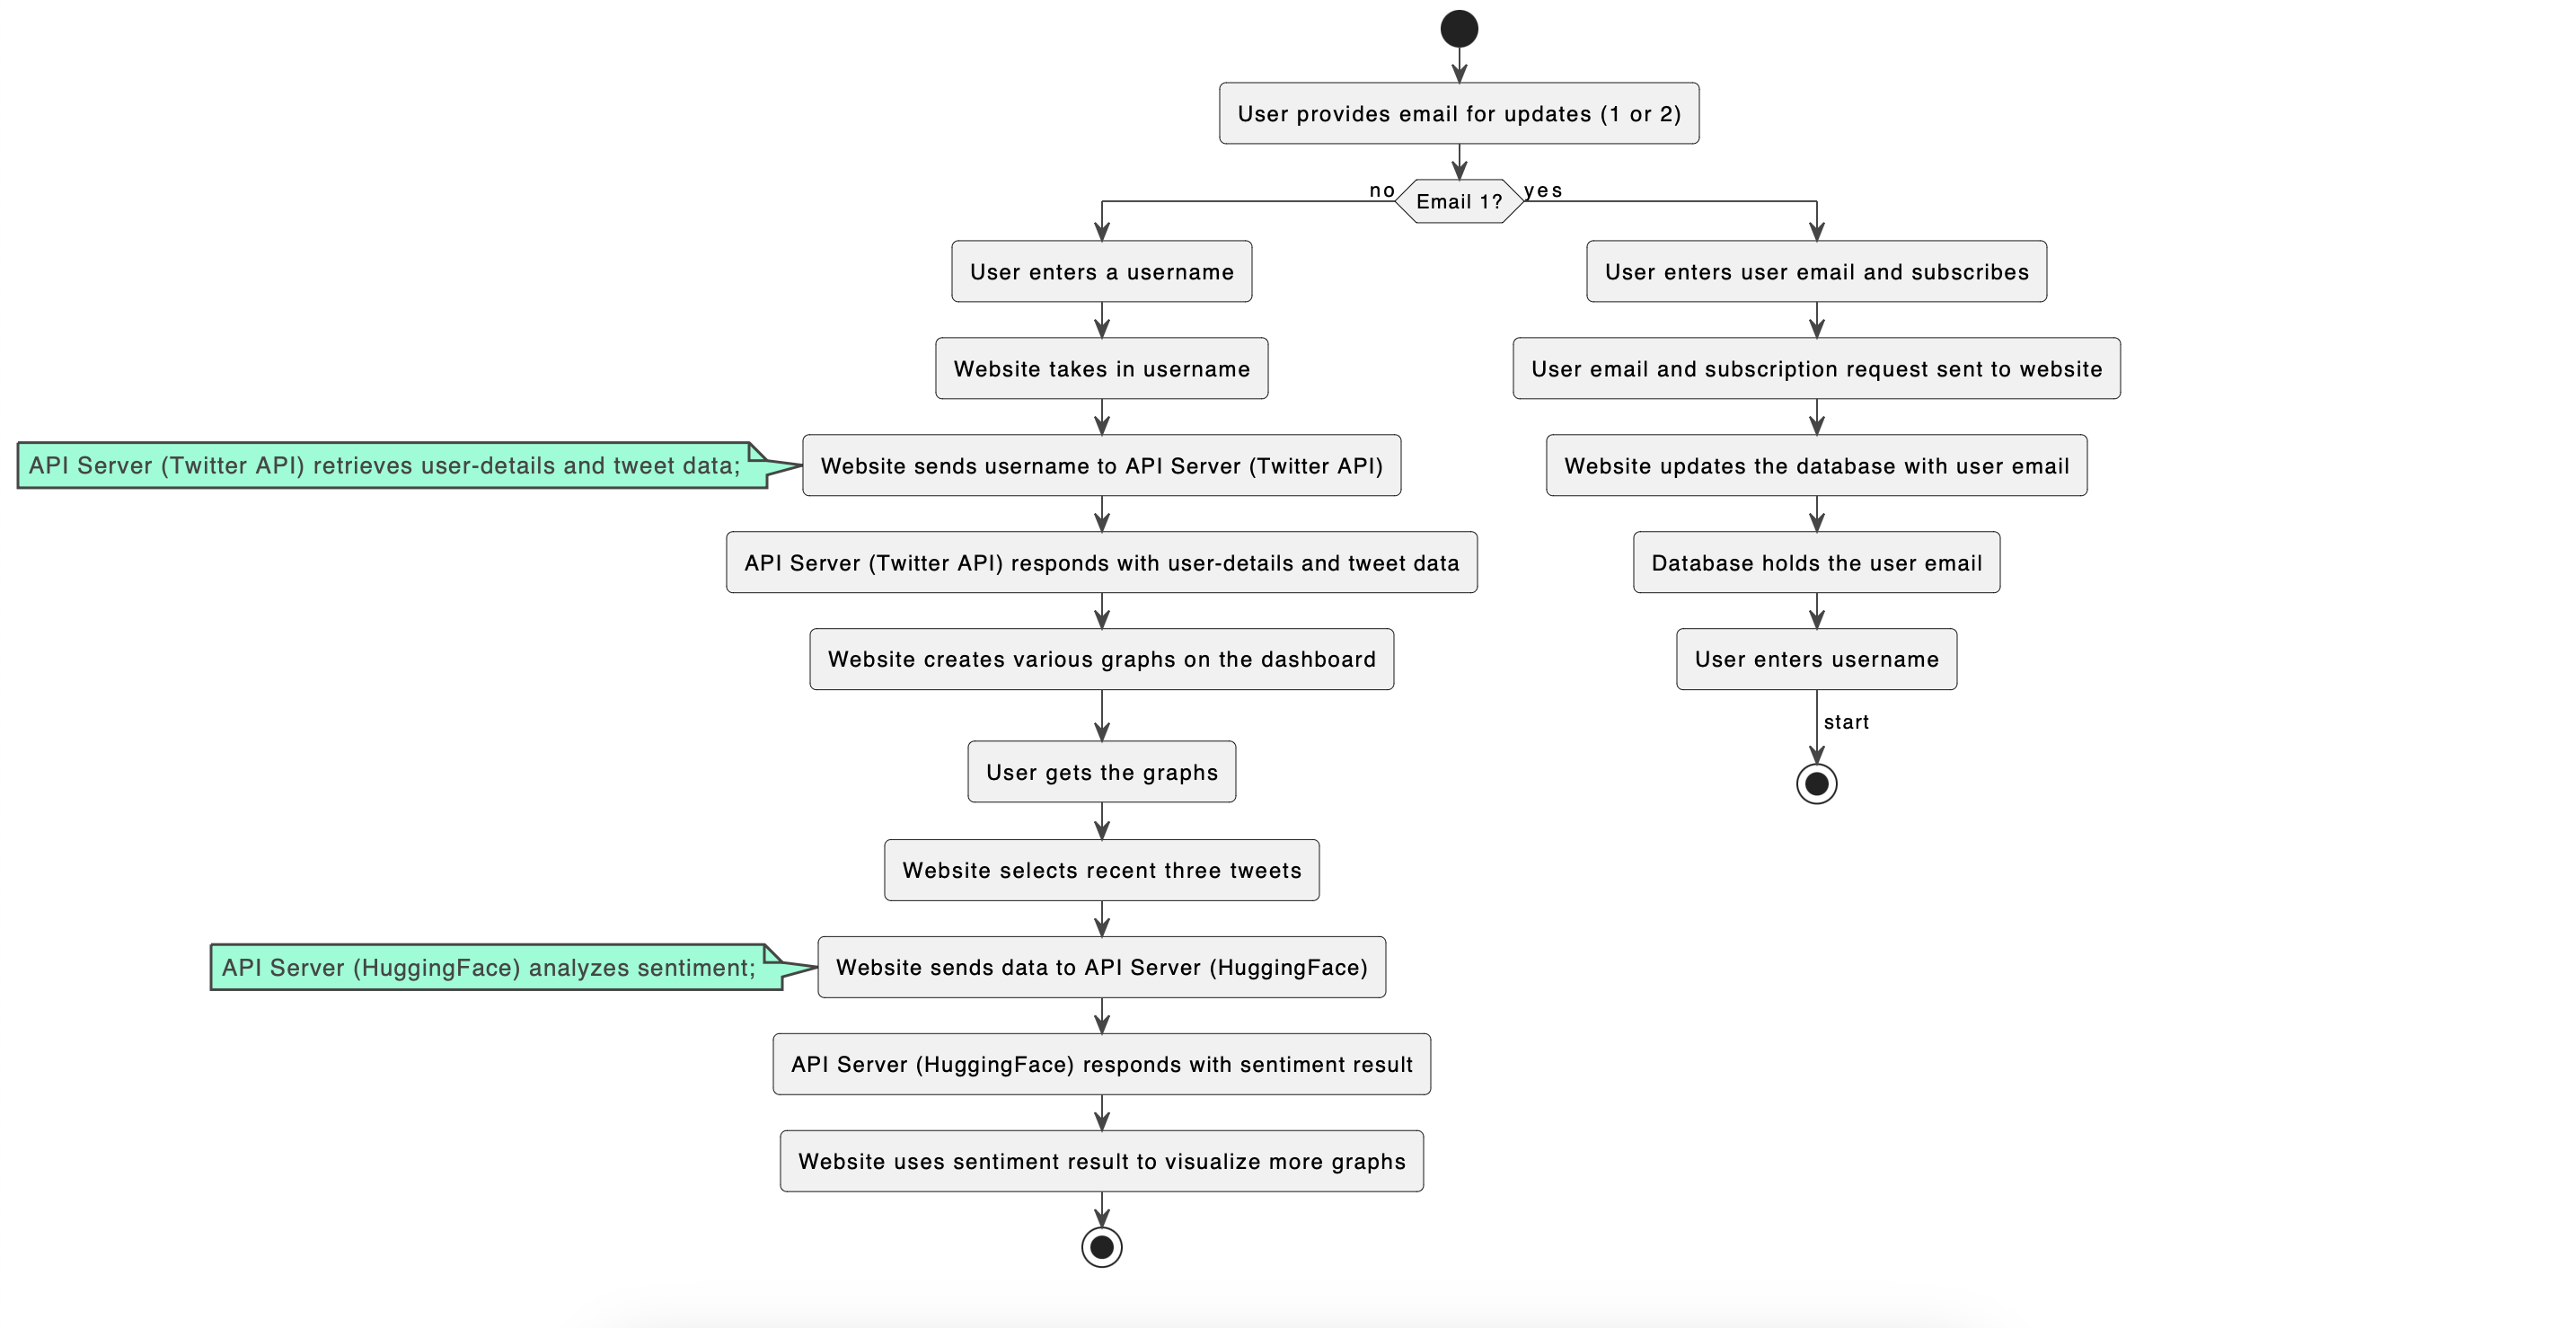 User provides email for updates (1 or 2)
no
Email 1?
yes
User enters a username
Website takes in username
API Server (Twitter API) retrieves user-details and tweet data;
Website sends username to API Server (Twitter API)
API Server (Twitter API) responds with user-details and tweet data
Website creates various graphs on the dashboard
User gets the graphs
Website selects recent three tweets
API Server (HuggingFace) analyzes sentiment;
Website sends data to API Server (HuggingFace)
API Server (HuggingFace) responds with sentiment result
Website uses sentiment result to visualize more graphs
User enters user email and subscribes
User email and subscription request sent to website
Website updates the database with user email
Database holds the user email
User enters username
start